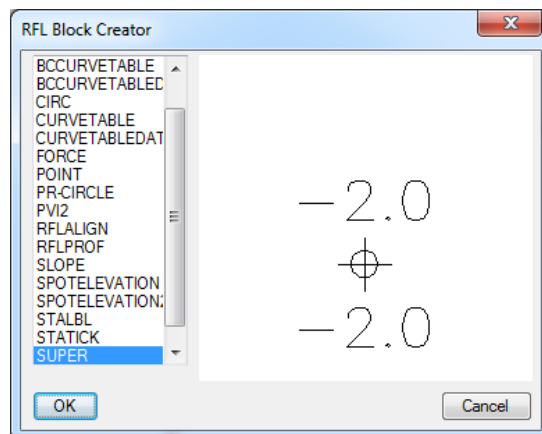 RFL Block Creator
BCCURVETABLE
BCCURVETABLED
CIRC
CURVETABLE
CURVETABLEDAT
FORCE
POINT
PR-CIRCLE
PVI2
RFLALIGN
RFLPROF
SLOPE
SPOTELEVATION
SPOTELEVATION2
STALBL
STATICK
SUPER
-2.0
-2.0
OK
Cancel